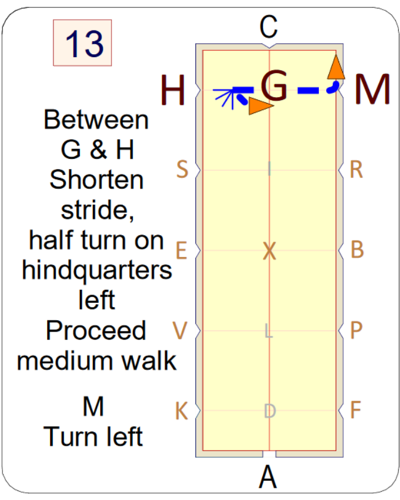 13
Between
G & H
Shorten
stride,
half turn on
hindquarters
left
Proceed
medium walk
M
Turn left
C
H G M
S I R
E X B
V L P
K D F
A